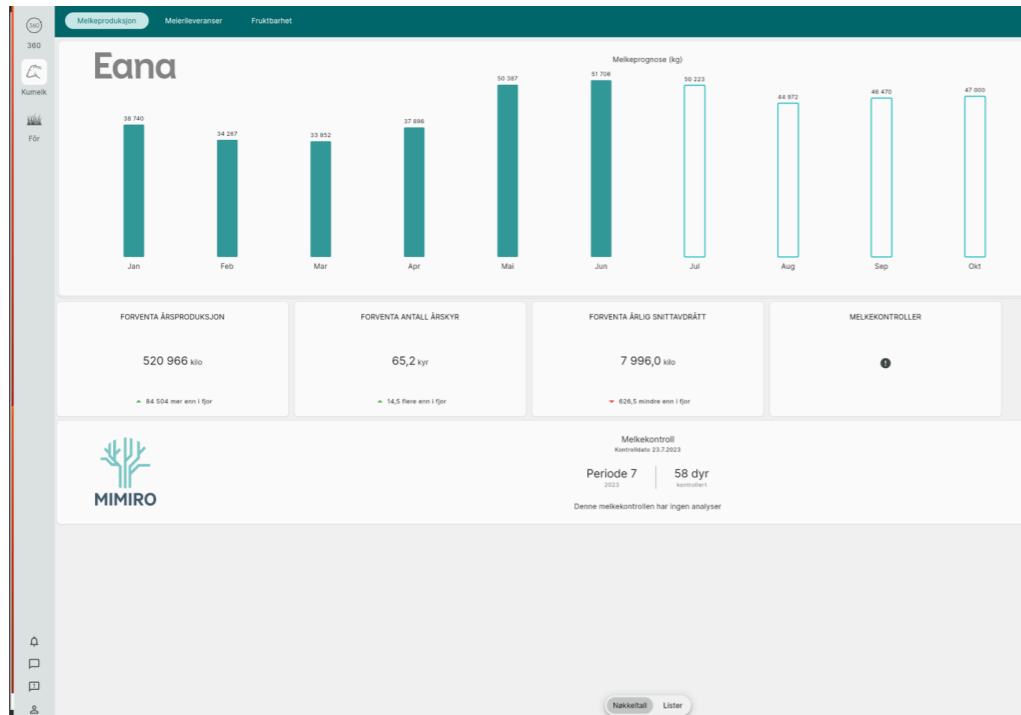 360
360
Kumelk
Fôr
Melkeproduksjon Meierileveranser Fruktbarhet
Eana
Melkeprognose (kg)
38 740 34 267 33 852 37 896 50 387 51 708 50 223 44 972 46 470 47 000
Jan Feb Mar Apr Mai Jun Jul Aug Sep Okt
FORVENTA ÅRSPRODUKSJON
520 966 kilo
84 504 mer enn i fjor
FORVENTA ANTALL ÅRSKYR
65,2 kyr
14,5 flere enn i fjor
FORVENTA ÅRLIG SNITTAVDRÅTT
7 996,0 kilo
626,5 mindre enn i fjor
MELKEKONTROLLER
MIMIRO
Melkekontroll
Kontrolldato 23.7.2023
Periode 7 58 dyr
2023 kontrollert
Denne melkekontrollen har ingen analyser
Nøkkeltall Lister